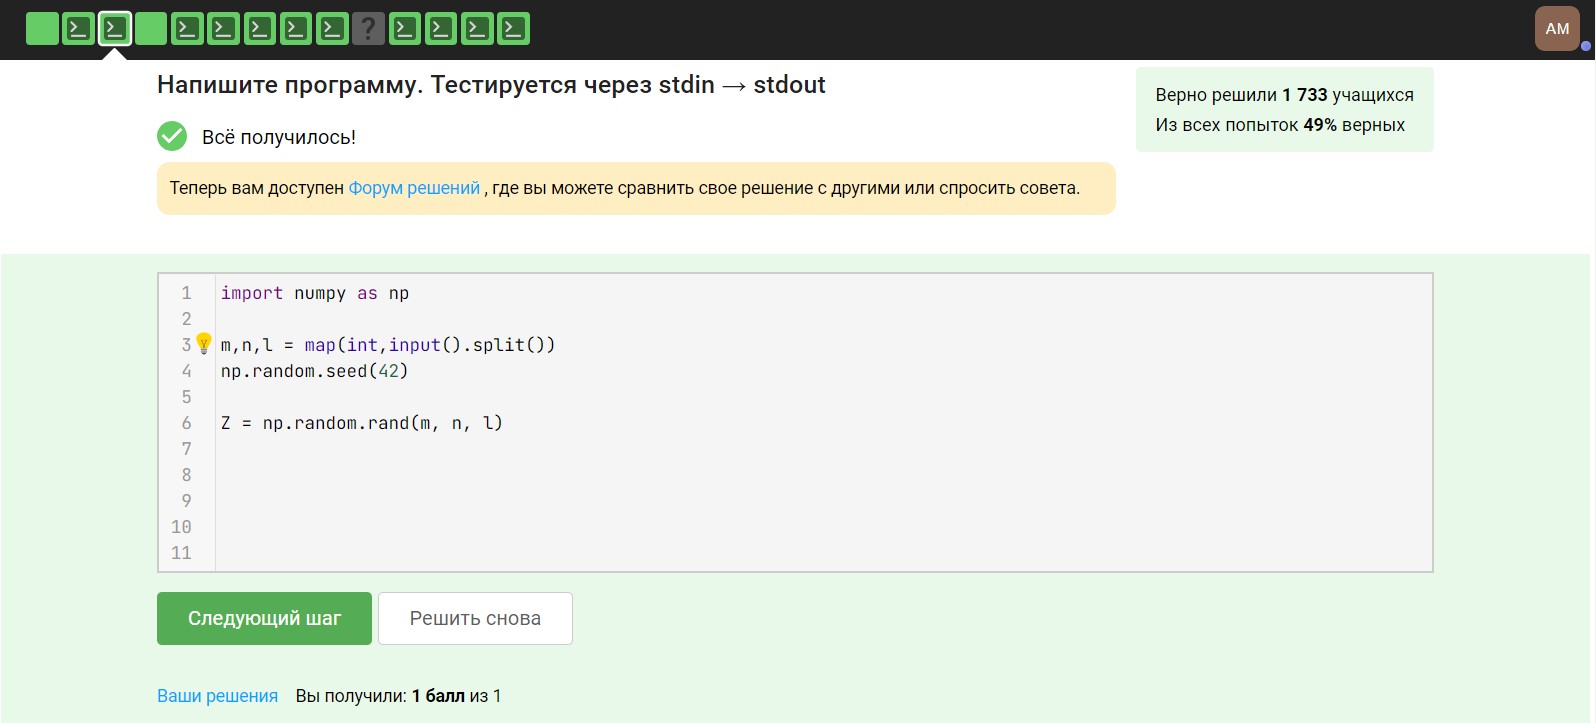 ?
AM
Напишите программу. Тестируется через stdin → stdout
Верно решили 1 733 учащихся
Из всех попыток 49% верных
Всё получилось!
Теперь вам доступен Форум решений , где вы можете сравнить свое решение с другими или спросить совета.
1 import numpy as np
2
3 m,n,l = map(int,input().split())
4 np.random.seed(42)
5
6 Z = np.random.rand(m, n, l)
7
8
9
10
11
Следующий шаг Решить снова
Ваши решения Вы получили: 1 балл из 1